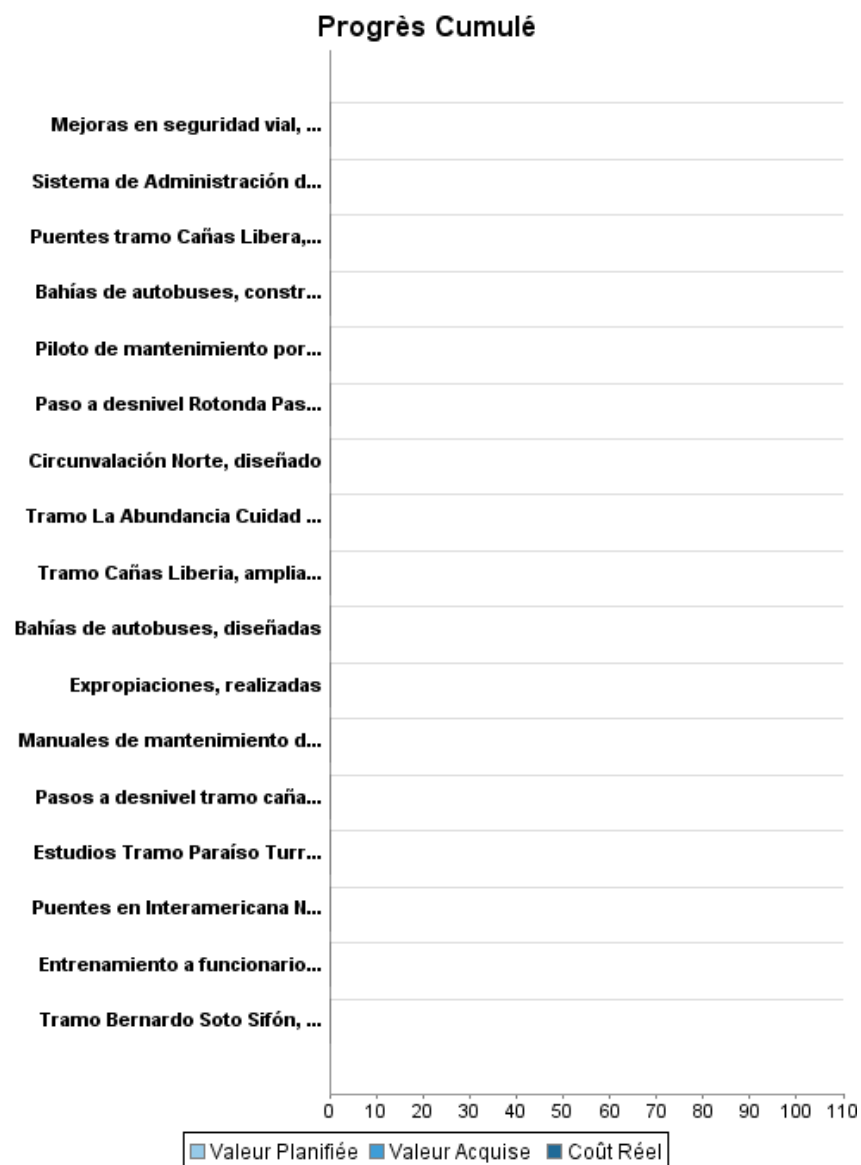 Progrès Cumulé
Mejoras en seguridad vial, ...
Sistema de Administración d...
Puentes tramo Cañas Libera,...
Bahías de autobuses, constr...
Piloto de mantenimiento por...
Paso a desnivel Rotonda Pas...
Circunvalación Norte, diseñado
Tramo La Abundancia Cuidad ...
Tramo Cañas Liberia, amplia...
Bahías de autobuses, diseñadas
Expropiaciones, realizadas
Manuales de mantenimiento d...
Pasos a desnivel tramo caña...
Estudios Tramo Paraíso Turr...
Puentes en Interamericana N...
Entrenamiento a funcionario...
Tramo Bernardo Soto Sifón, ...
0 10 20 30 40 50 60 70 80 90 100 110
Valeur Planifiée Valeur Acquise Coût Réel